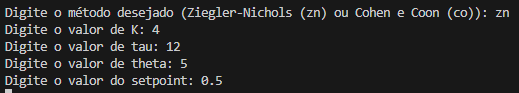 Digite o método desejado (Ziegler-Nichols (zn) ou Cohen e Coon (co)): zn
Digite o valor de K: 4
Digite o valor de tau: 12
Digite o valor de theta: 5
Digite o valor do setpoint: 0.5